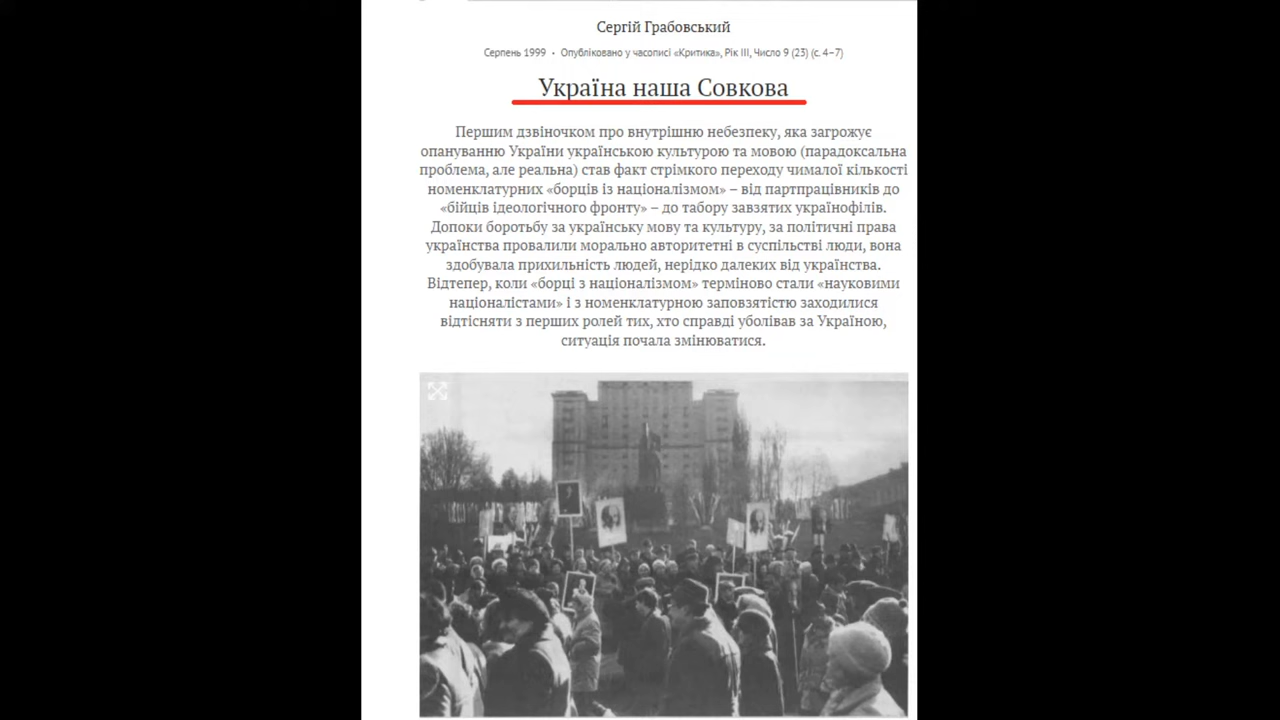 Сергій Грабовський
Серпень 1999 · Опубліковано у часописі «Критика», Рік III, Число 9 (23) (с. 4–7)
Україна наша Совкова
Першим дзвіночком про внутрішню небезпеку, яка загрожує
опануванню України українською культурою та мовою (парадоксальна
проблема, але реальна) став факт стрімкого переходу чималої кількості
номенклатурних «борців із націоналізмом» – від партпрацівників до
«бійців ідеологічного фронту» – до табору завзятих українофілів.
Допоки боротьбу за українську мову та культуру, за політичні права
українства провалили морально авторитетні в суспільстві люди, вона
здобувала прихильність людей, нерідко далеких від українства.
Відтепер, коли «борці з націоналізмом» терміново стали «науковими
націоналістами» і з номенклатурною заповзятістю заходилися
відтісняти з перших ролей тих, хто справді уболівав за Україною,
ситуація почала змінюватися.